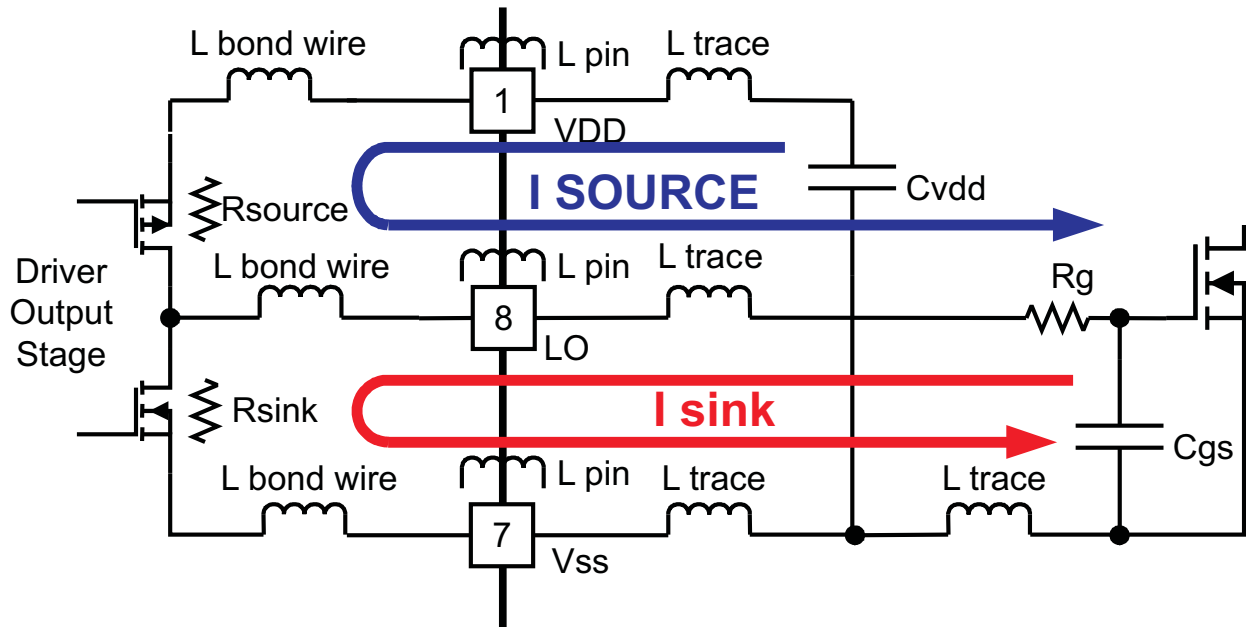 L bond wire
L pin
L trace
1
VDD
I SOURCE
Cvdd
Rsource
Driver
Output
Stage
L bond wire
L pin
L trace
Rg
8
LO
Rsink
I sink
Cgs
L bond wire
L pin
L trace
L trace
7
Vss